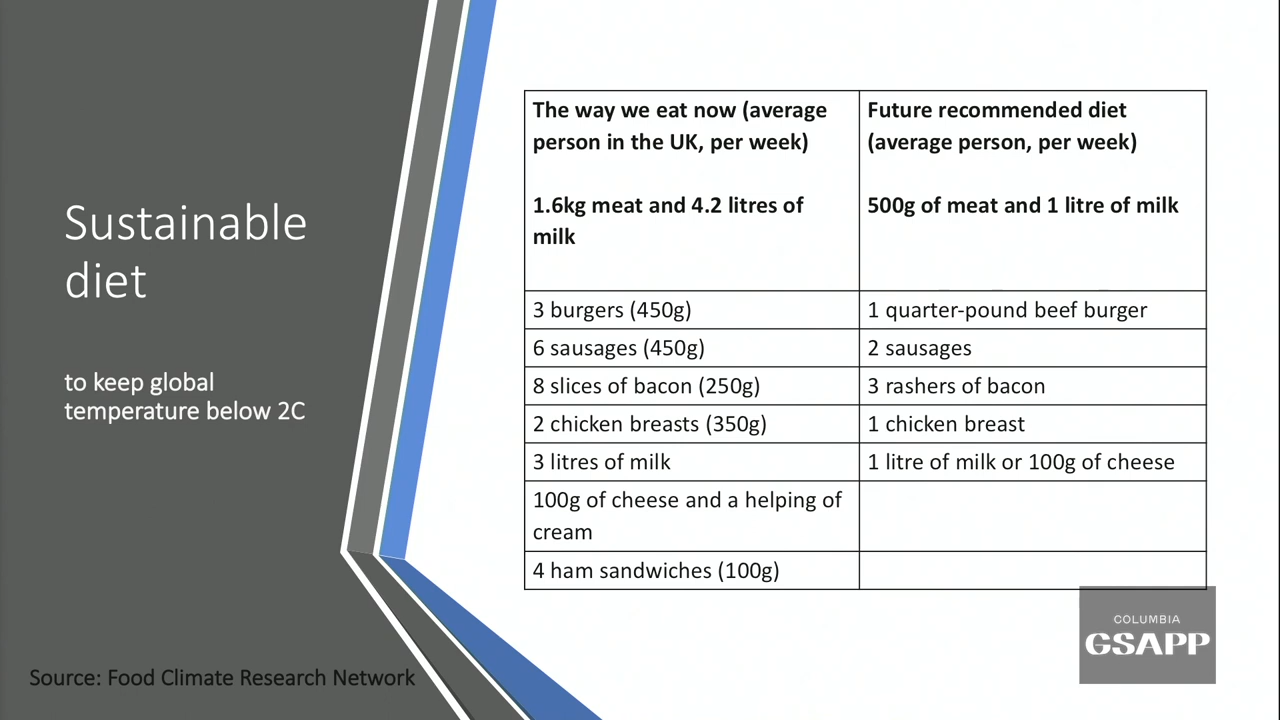 Sustainable
diet
to keep global
temperature below 2C
Source: Food Climate Research Network
The way we eat now (average
person in the UK, per week)
1.6kg meat and 4.2 litres of
milk
Future recommended diet
(average person, per week)
500g of meat and 1 litre of milk
3 burgers (450g)
1 quarter-pound beef burger
6 sausages (450g)
2 sausages
8 slices of bacon (250g)
3 rashers of bacon
2 chicken breasts (350g)
1 chicken breast
3 litres of milk
1 litre of milk or 100g of cheese
100g of cheese and a helping of
cream
4 ham sandwiches (100g)
COLUMBIA
GSAPP